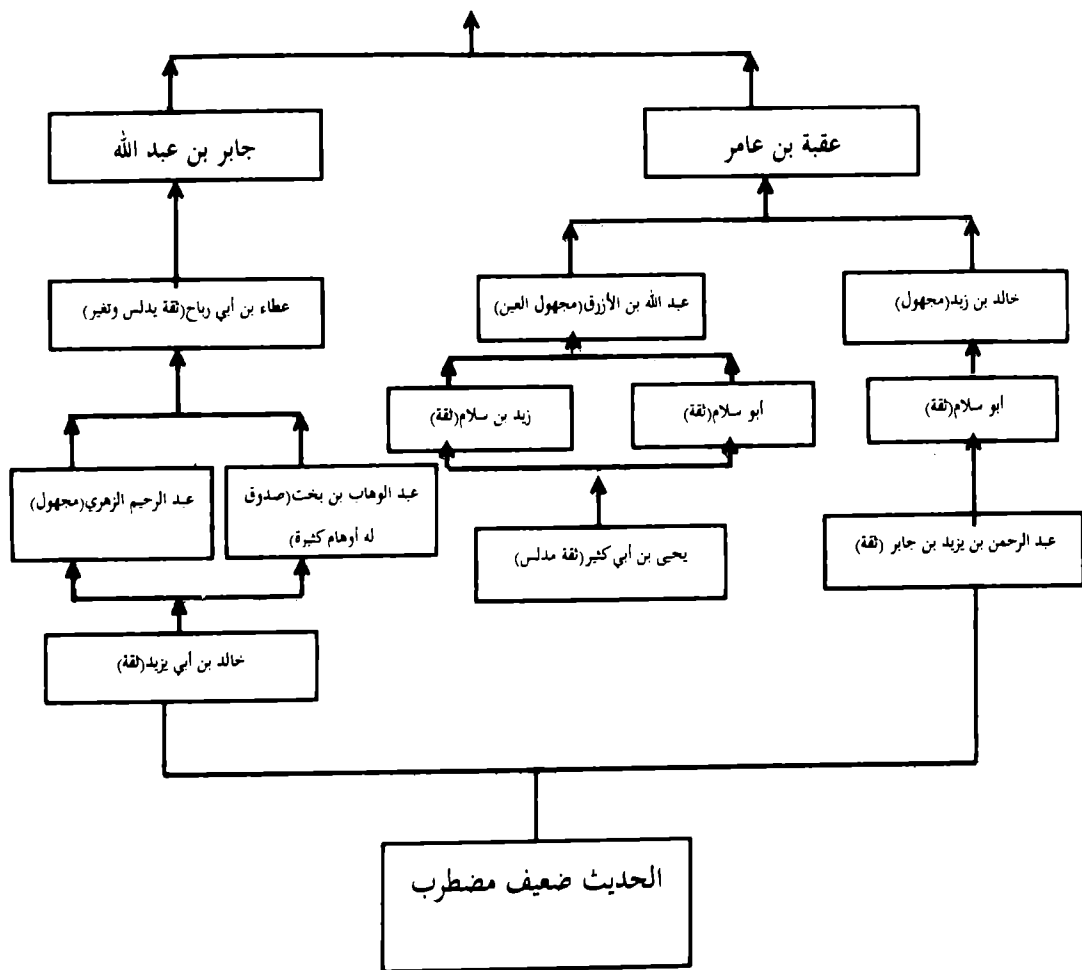 عقبة بن عامر
جابر بن عبد الله
خالد بن زيد(مجهول)
عبد الله بن الأزرق(مجهول العين)
عطاء بن أبي رباح(ثقة يدلس وتغير)
أبو سلام(ثقة)
أبو سلام(ثقة)
زيد بن سلام(ثقة)
عبد الوهاب بن بخت(صدوق
له أوهام كثيرة)
عبد الرحيم الزهري(مجهول)
عبد الرحمن بن يزيد بن جابر (ثقة)
يحيى بن أبي كثير(ثقة مدلس)
خالد بن أبي يزيد(ثقة)
الحديث ضعيف مضطرب